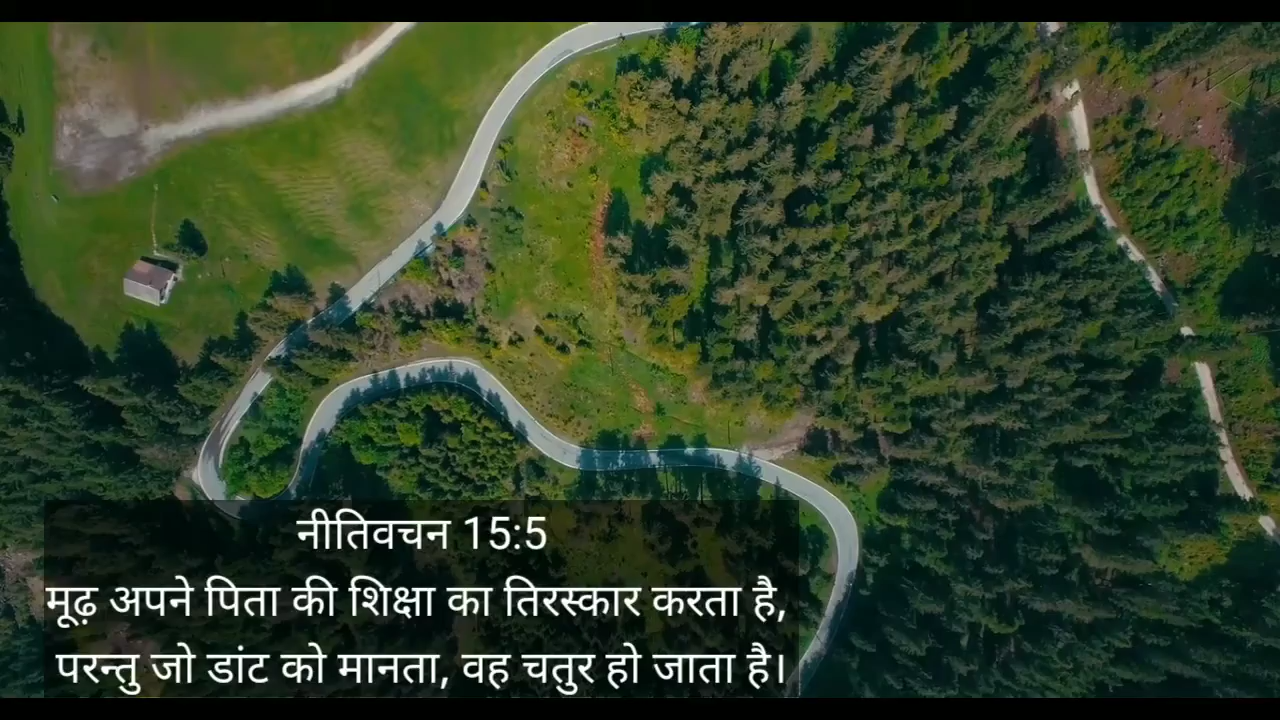 नीतिवचन 15:5
मूढ़ अपने पिता की शिक्षा का तिरस्कार करता है,
परन्तु जो डांट को मानता, वह चतुर हो जाता है।